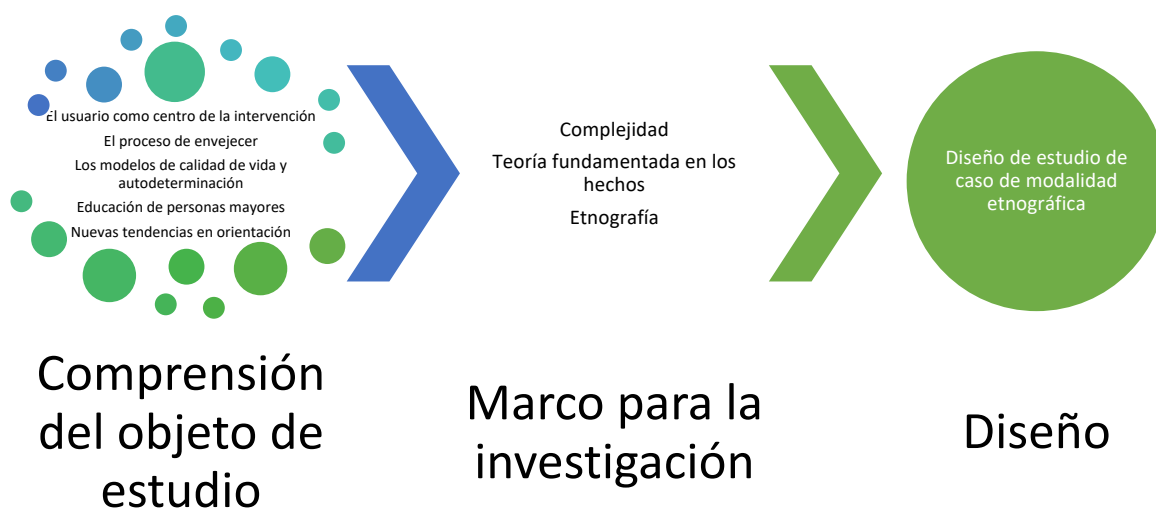 El usuario como centro de la intervención
El proceso de envejecer
Los modelos de calidad de vida y
autodeterminación
Educación de personas mayores
Nuevas tendencias en orientación
Comprensión
del objeto de
estudio
Complejidad
Teoría fundamentada en los
hechos
Etnografía
Marco para la
investigación
Diseño de estudio de
caso de modalidad
etnográfica
Diseño